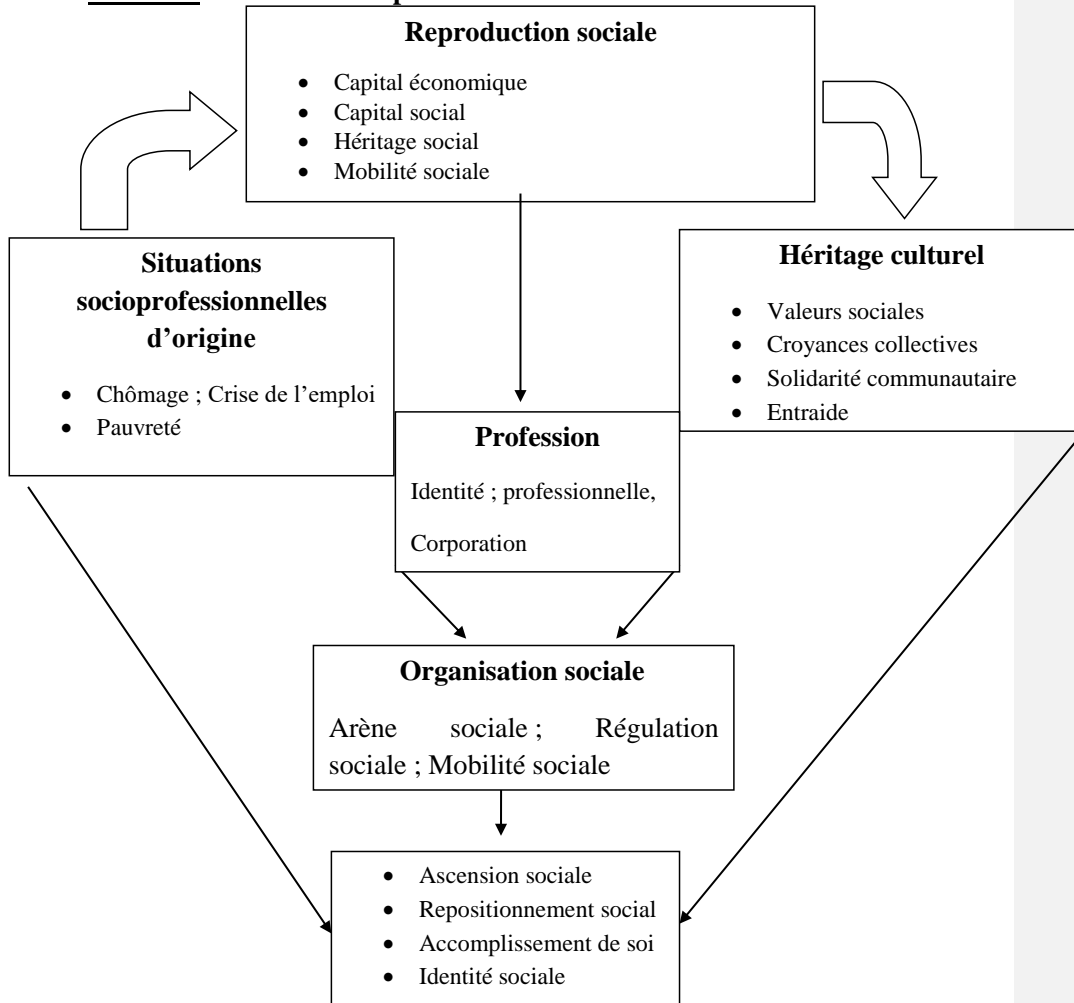 Reproduction sociale
• Capital économique
• Capital social
• Héritage social
• Mobilité sociale
Situations
socioprofessionnelles
d’origine
• Chômage ; Crise de l’emploi
• Pauvreté
Héritage culturel
• Valeurs sociales
• Croyances collectives
• Solidarité communautaire
• Entraide
Profession
Identité ; professionnelle,
Corporation
Organisation sociale
Arène sociale ; Régulation
sociale ; Mobilité sociale
• Ascension sociale
• Repositionnement social
• Accomplissement de soi
• Identité sociale